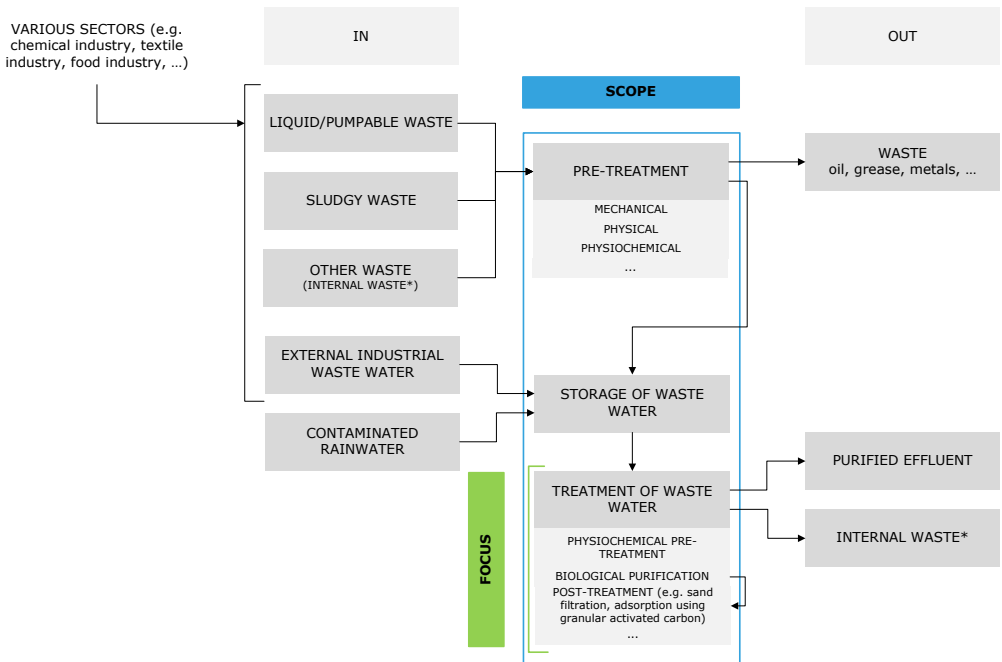 VARIOUS SECTORS (e.g.
chemical industry, textile
industry, food industry, ...)
IN
OUT
SCOPE
LIQUID/PUMPABLE WASTE
SLUDGY WASTE
OTHER WASTE
(INTERNAL WASTE*)
EXTERNAL INDUSTRIAL
WASTE WATER
CONTAMINATED
RAINWATER
PRE-TREATMENT
MECHANICAL
PHYSICAL
PHYSIOCHEMICAL
...
WASTE
oil, grease, metals, ...
STORAGE OF WASTE
WATER
FOCUS
TREATMENT OF WASTE
WATER
PHYSIOCHEMICAL PRE-
TREATMENT
BIOLOGICAL PURIFICATION
POST-TREATMENT (e.g. sand
filtration, adsorption using
granular activated carbon)
...
PURIFIED EFFLUENT
INTERNAL WASTE*